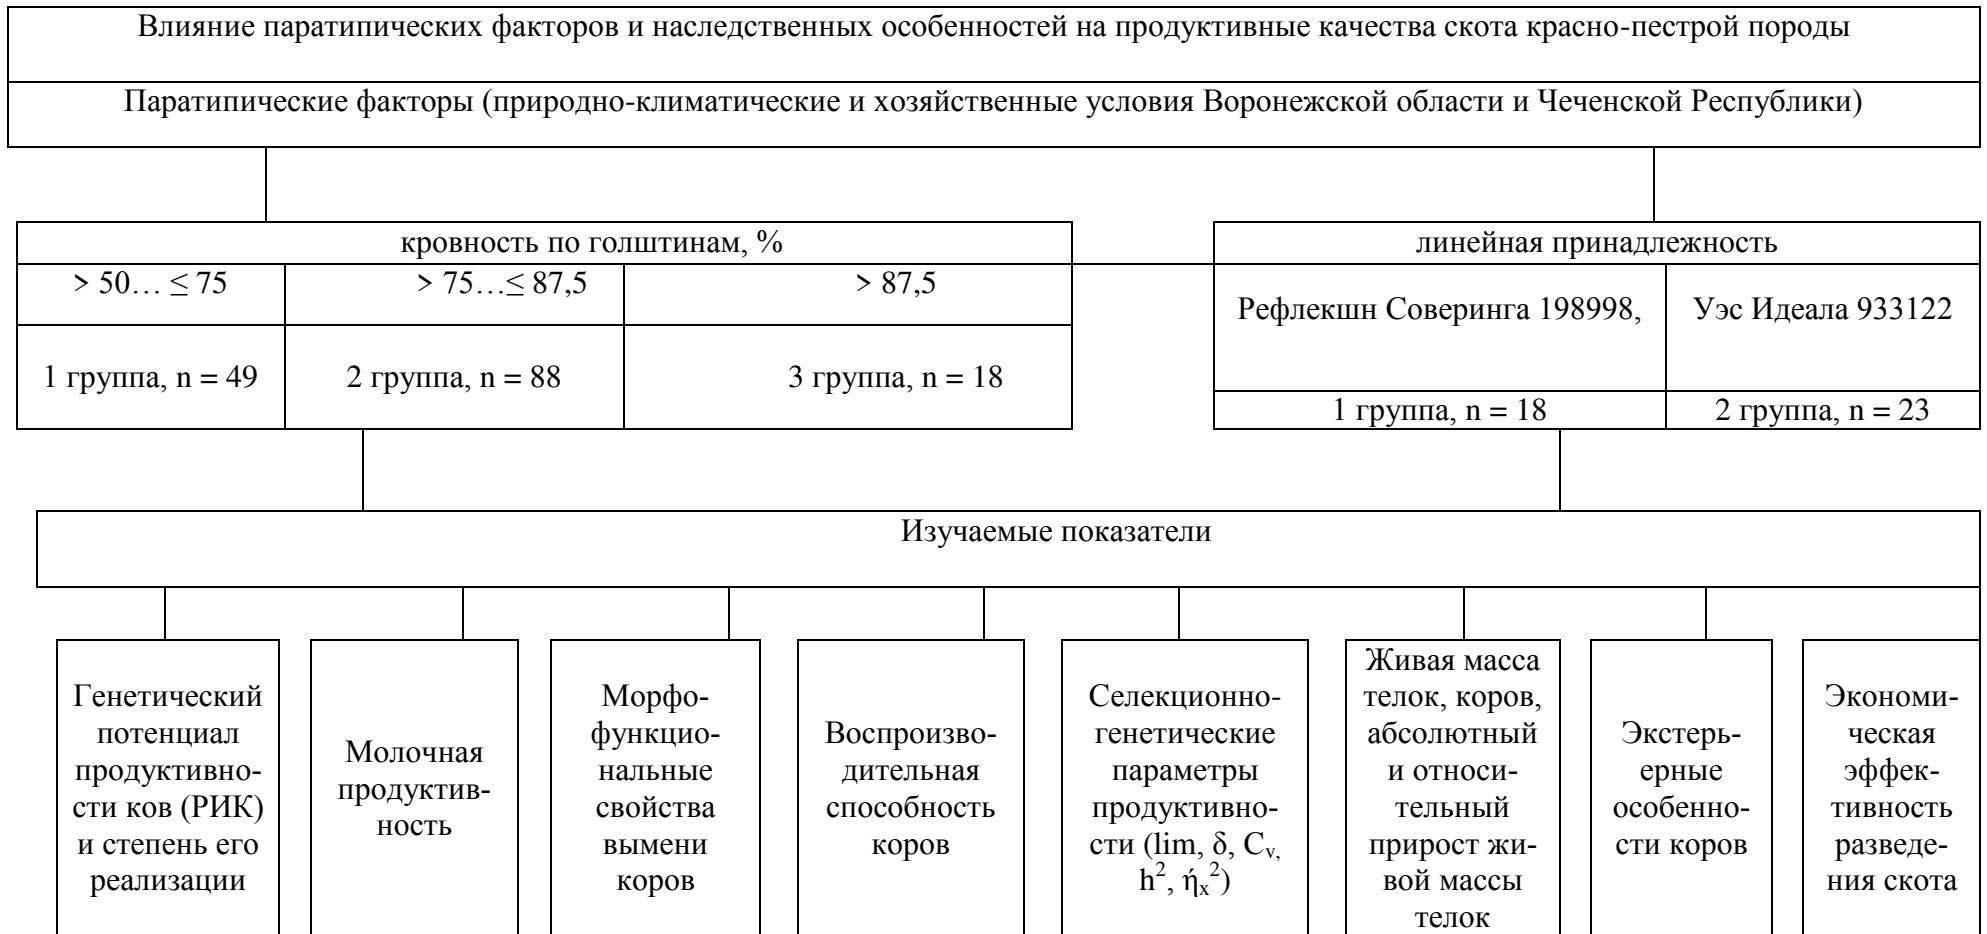 Влияние паратипических факторов и наследственных особенностей на продуктивные качества скота красно-пестрой породы
Паратипические факторы (природно-климатические и хозяйственные условия Воронежской области и Чеченской Республики)
кровность по голштинам, %
> 50… ≤ 75
> 75…≤ 87,5
> 87,5
1 группа, n = 49
2 группа, n = 88
3 группа, n = 18
линейная принадлежность
Рефлекшн Соверинга 198998,
Уэс Идеала 933122
1 группа, n = 18
2 группа, n = 23
Изучаемые показатели
Генетический
потенциал
продуктивно-
сти ков (РИК)
и степень его
реализации
Молочная
продуктив-
ность
Морфо-
функцио-
нальные
свойства
вымени
коров
Воспроизво-
дительная
способность
коров
Селекционно-
генетические
параметры
продуктивно-
сти (lim, δ, Cv,
h², ήx²)
Живая масса
телок, коров,
абсолютный
и относи-
тельный
прирост жи-
вой массы
телок
Экстерь-
ерные
особенно-
сти коров
Экономи-
ческая
эффек-
тивность
разведе-
ния скота